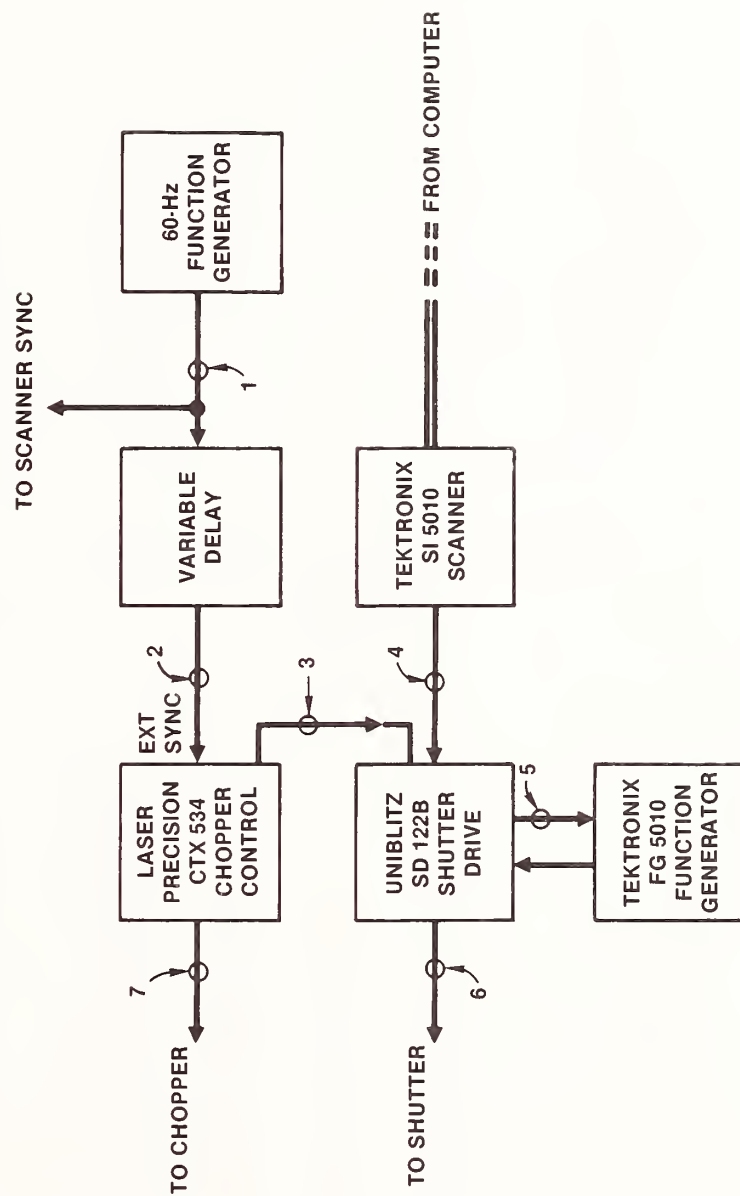 TO SCANNER SYNC
60-Hz
FUNCTION
GENERATOR
1
VARIABLE
DELAY
2
EXT
SYNC
LASER
PRECISION
CTX 534
CHOPPER
CONTROL
7
TO CHOPPER
3
FROM COMPUTER
TEKTRONIX
SI 5010
SCANNER
4
UNIBLITZ
SD 122B
SHUTTER
DRIVE
6
TO SHUTTER
5
TEKTRONIX
FG 5010
FUNCTION
GENERATOR